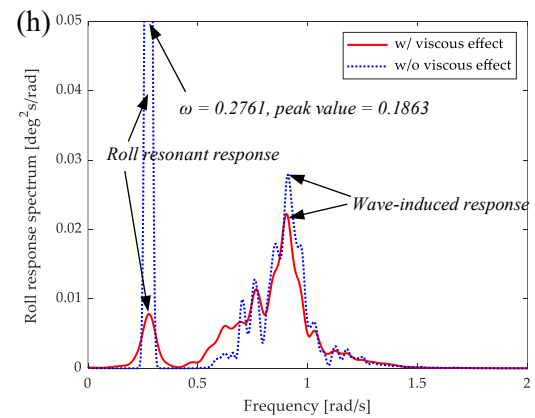 (h)
0.05
0.04
0.03
0.02
0.01
0
Roll response spectrum [deg²s/rad]
w/ viscous effect
w/o viscous effect
ω = 0.2761, peak value = 0.1863
Roll resonant response
Wave-induced response
0 0.5 1 1.5 2
Frequency [rad/s]